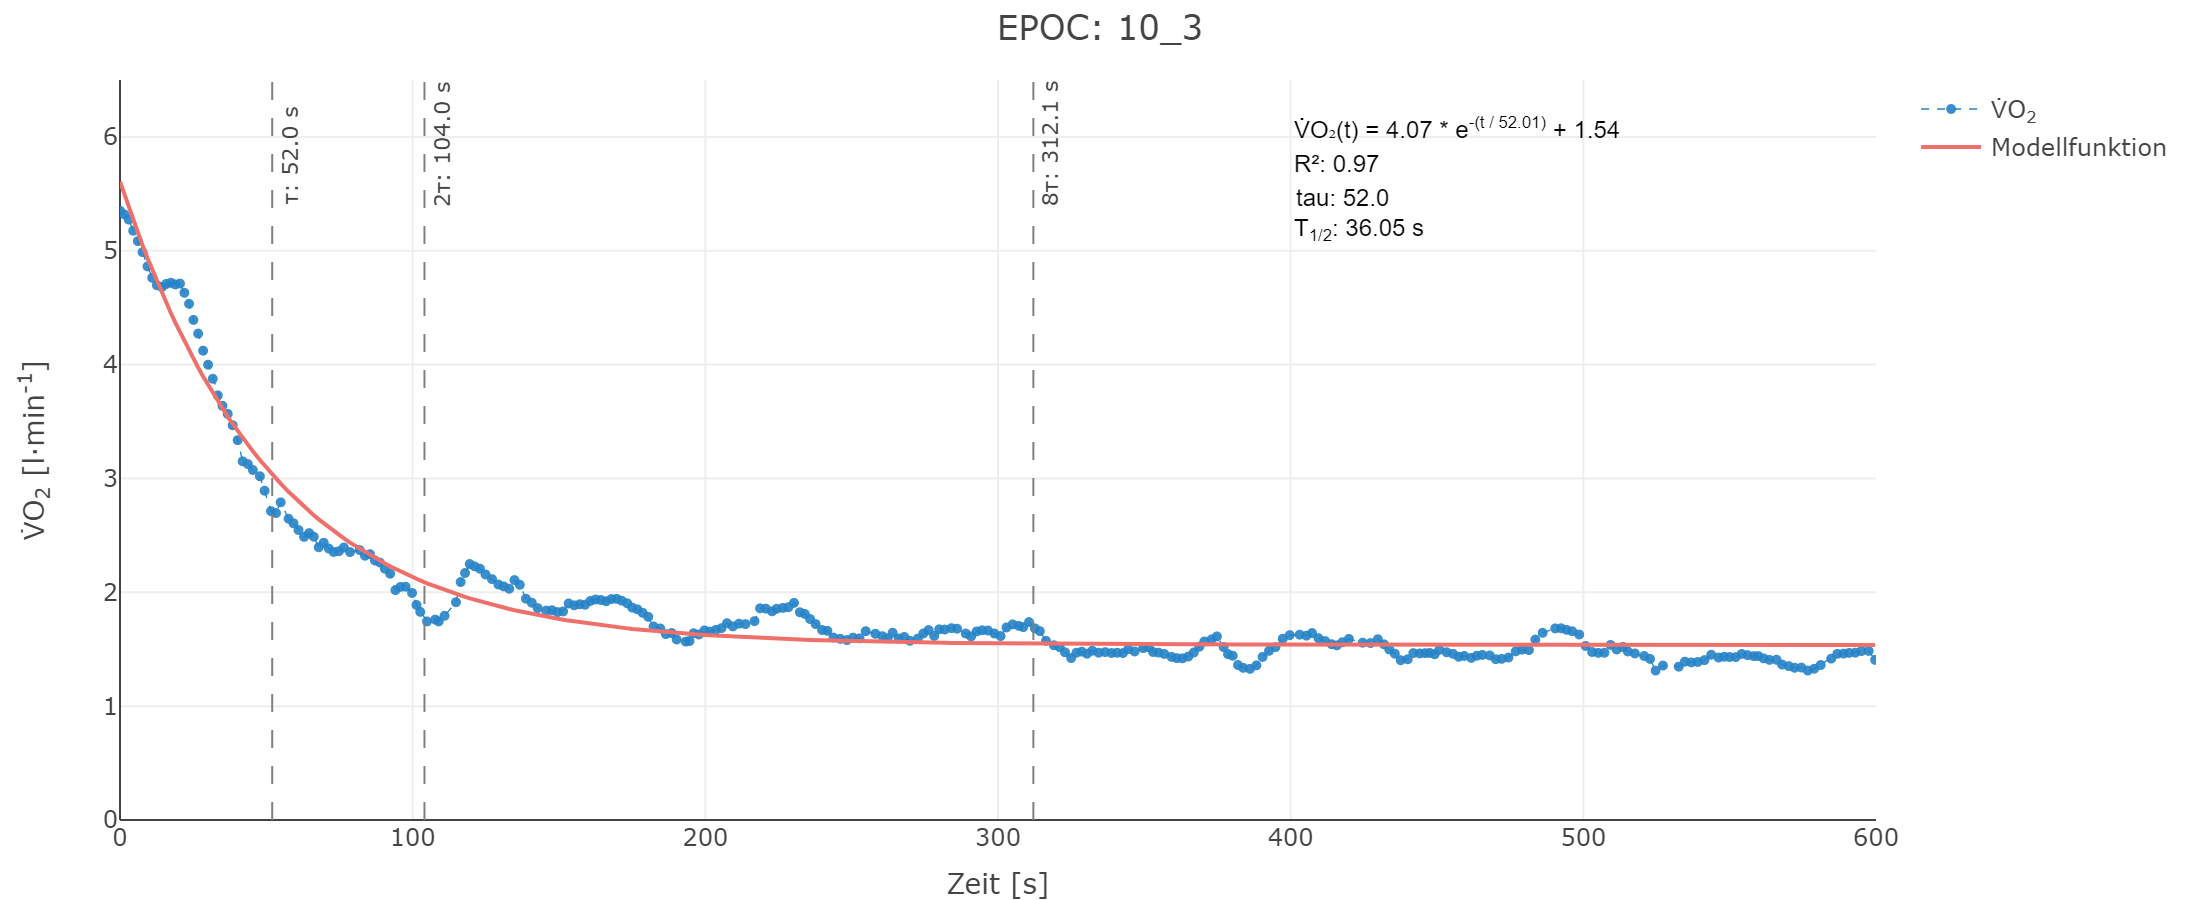 EPOC: 10_3
τ: 52.0 s
2τ: 104.0 s
8τ: 312.1 s
V̇O₂(t) = 4.07 * e⁻⁽ᵗ ᐟ ⁵²·⁰¹⁾ + 1.54
R²: 0.97
tau: 52.0
T₁/₂: 36.05 s
V̇O₂
Modellfunktion
V̇O₂ [l·min⁻¹]
6
5
4
3
2
1
0
0 100 200 300 400 500 600
Zeit [s]